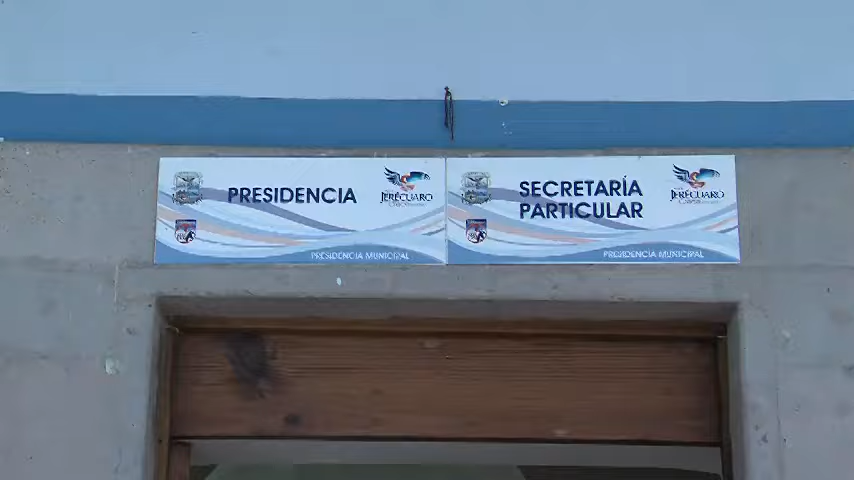 PRESIDENCIA
JERÉCUARO
PRESIDENCIA MUNICIPAL
SECRETARÍA
PARTICULAR
JERÉCUARO
PRESIDENCIA MUNICIPAL